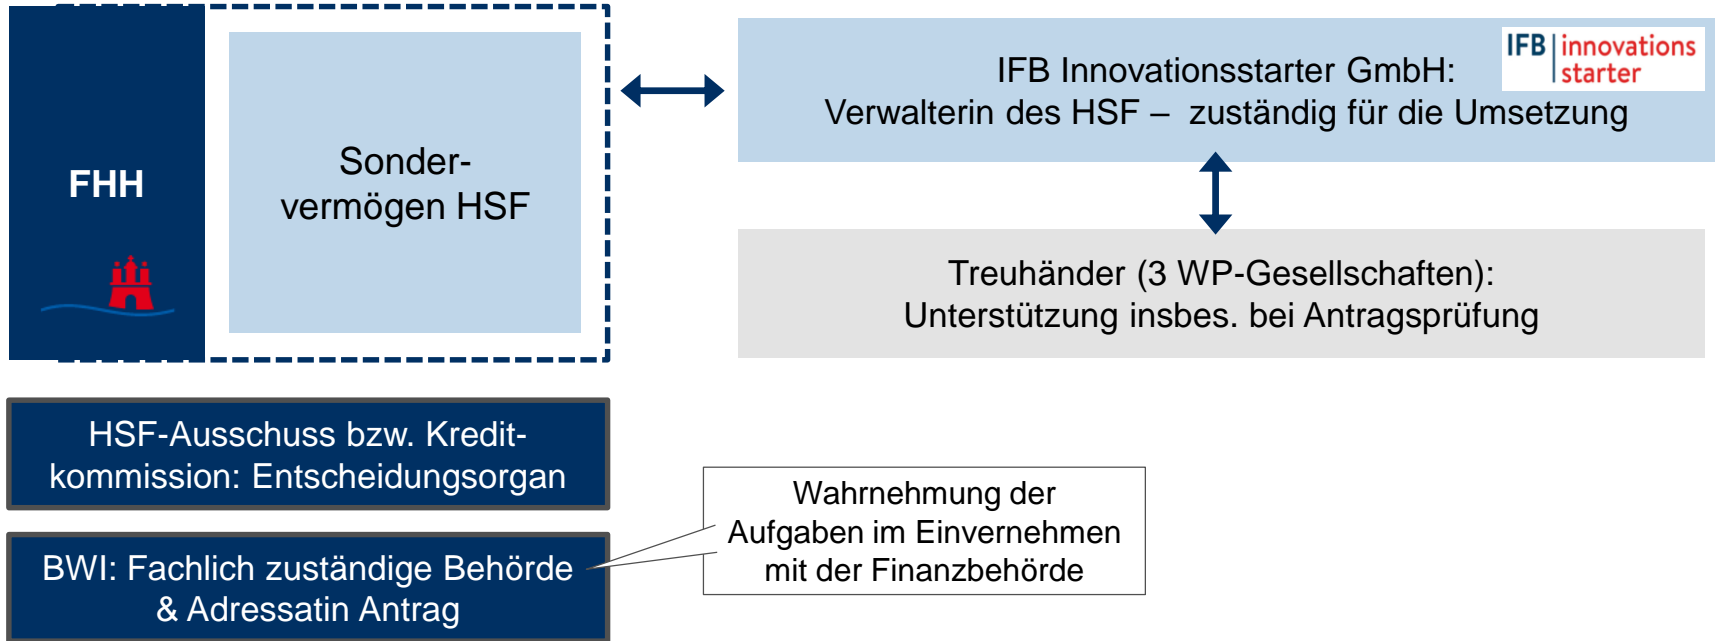 FHH
Sonder-
vermögen HSF
IFB Innovationsstarter GmbH:
Verwalterin des HSF – zuständig für die Umsetzung
IFB innovations
starter
Treuhänder (3 WP-Gesellschaften):
Unterstützung insbes. bei Antragsprüfung
HSF-Ausschuss bzw. Kredit-
kommission: Entscheidungsorgan
BWI: Fachlich zuständige Behörde
& Adressatin Antrag
Wahrnehmung der
Aufgaben im Einvernehmen
mit der Finanzbehörde